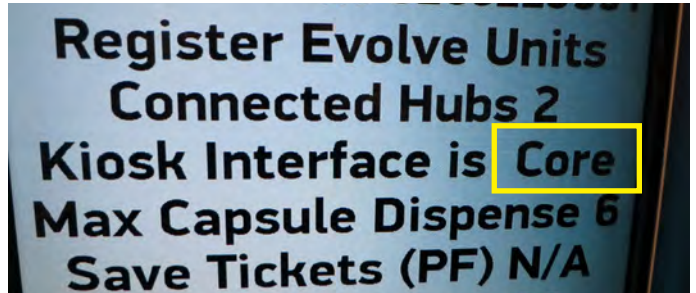 Register Evolve Units
Connected Hubs 2
Kiosk Interface is Core
Max Capsule Dispense 6
Save Tickets (PF) N/A